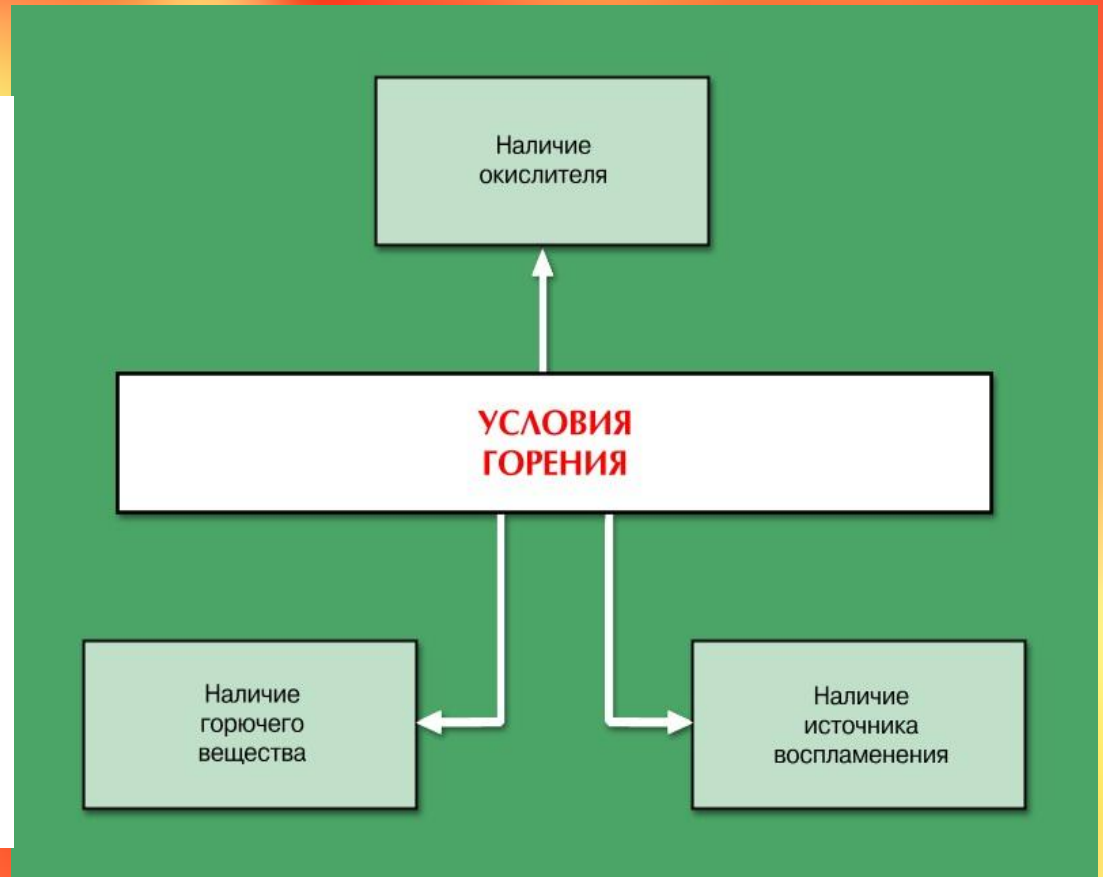 Наличие
окислителя
УСЛОВИЯ
ГОРЕНИЯ
Наличие
горючего
вещества
Наличие
источника
воспламенения